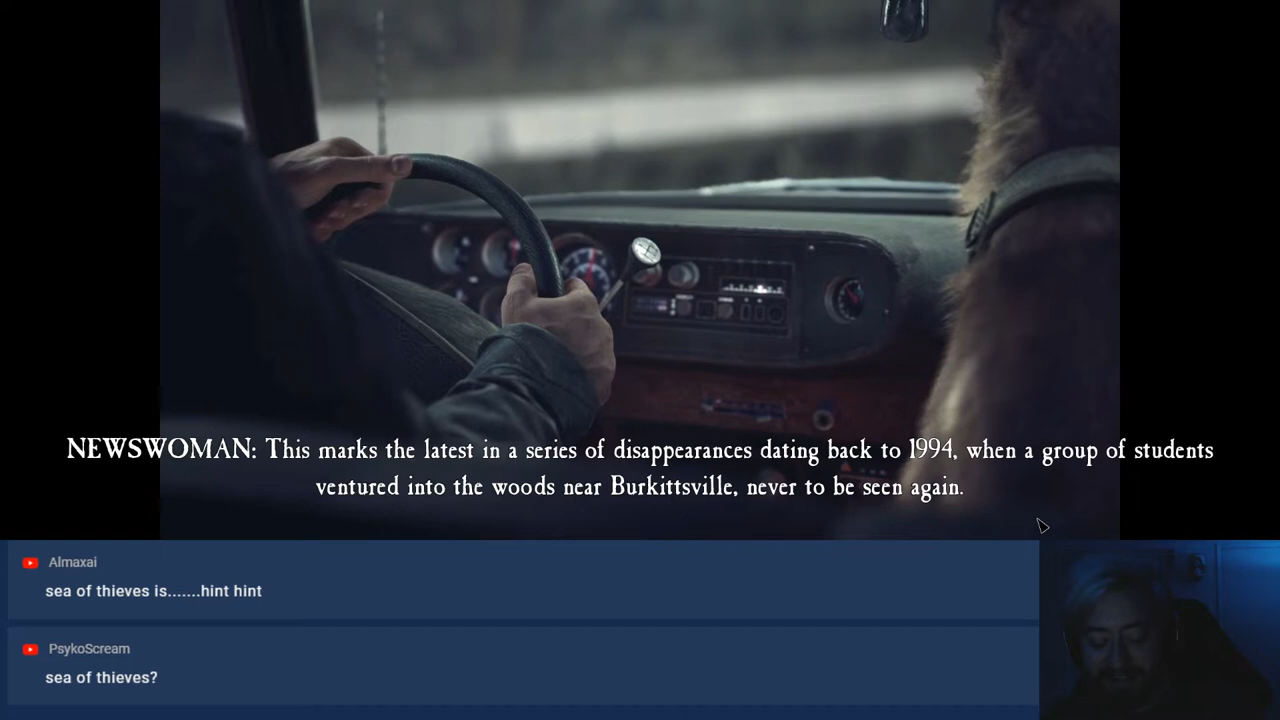 NEWSWOMAN: This marks the latest in a series of disappearances dating back to 1994, when a group of students
ventured into the woods near Burkittsville, never to be seen again.
Almaxai
sea of thieves is.......hint hint
PsykoScream
sea of thieves?